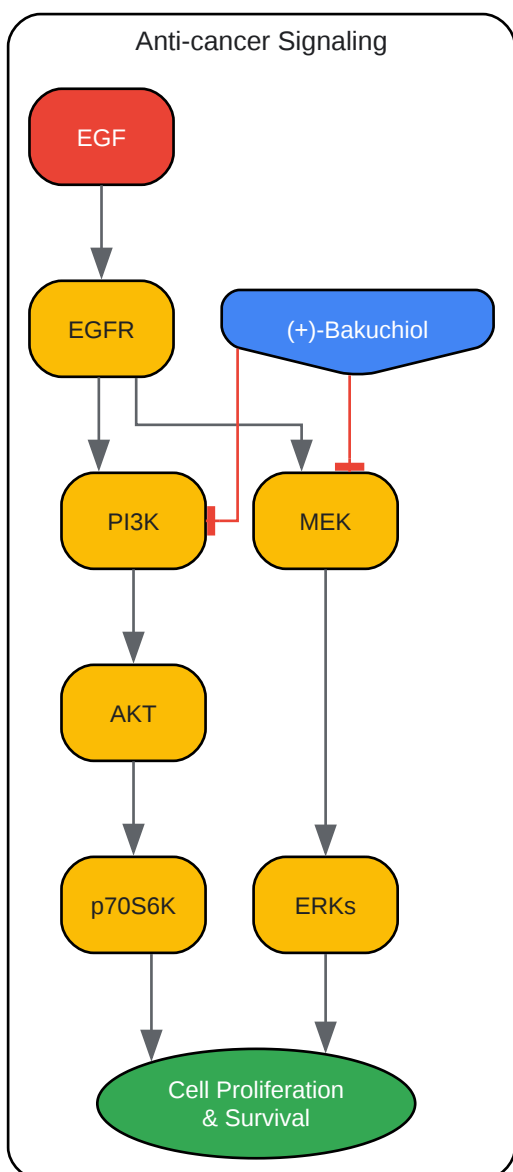 Anti-cancer Signaling
EGF
EGFR
(+)-Bakuchiol
PI3K
MEK
AKT
p70S6K
ERKs
Cell Proliferation
& Survival